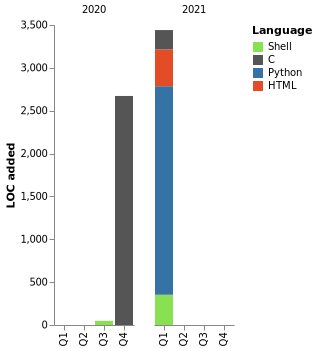 2020 2021
Language
Shell
C
Python
HTML
LOC added
3,500
3,000
2,500
2,000
1,500
1,000
500
0
Q1 Q2 Q3 Q4 Q1 Q2 Q3 Q4